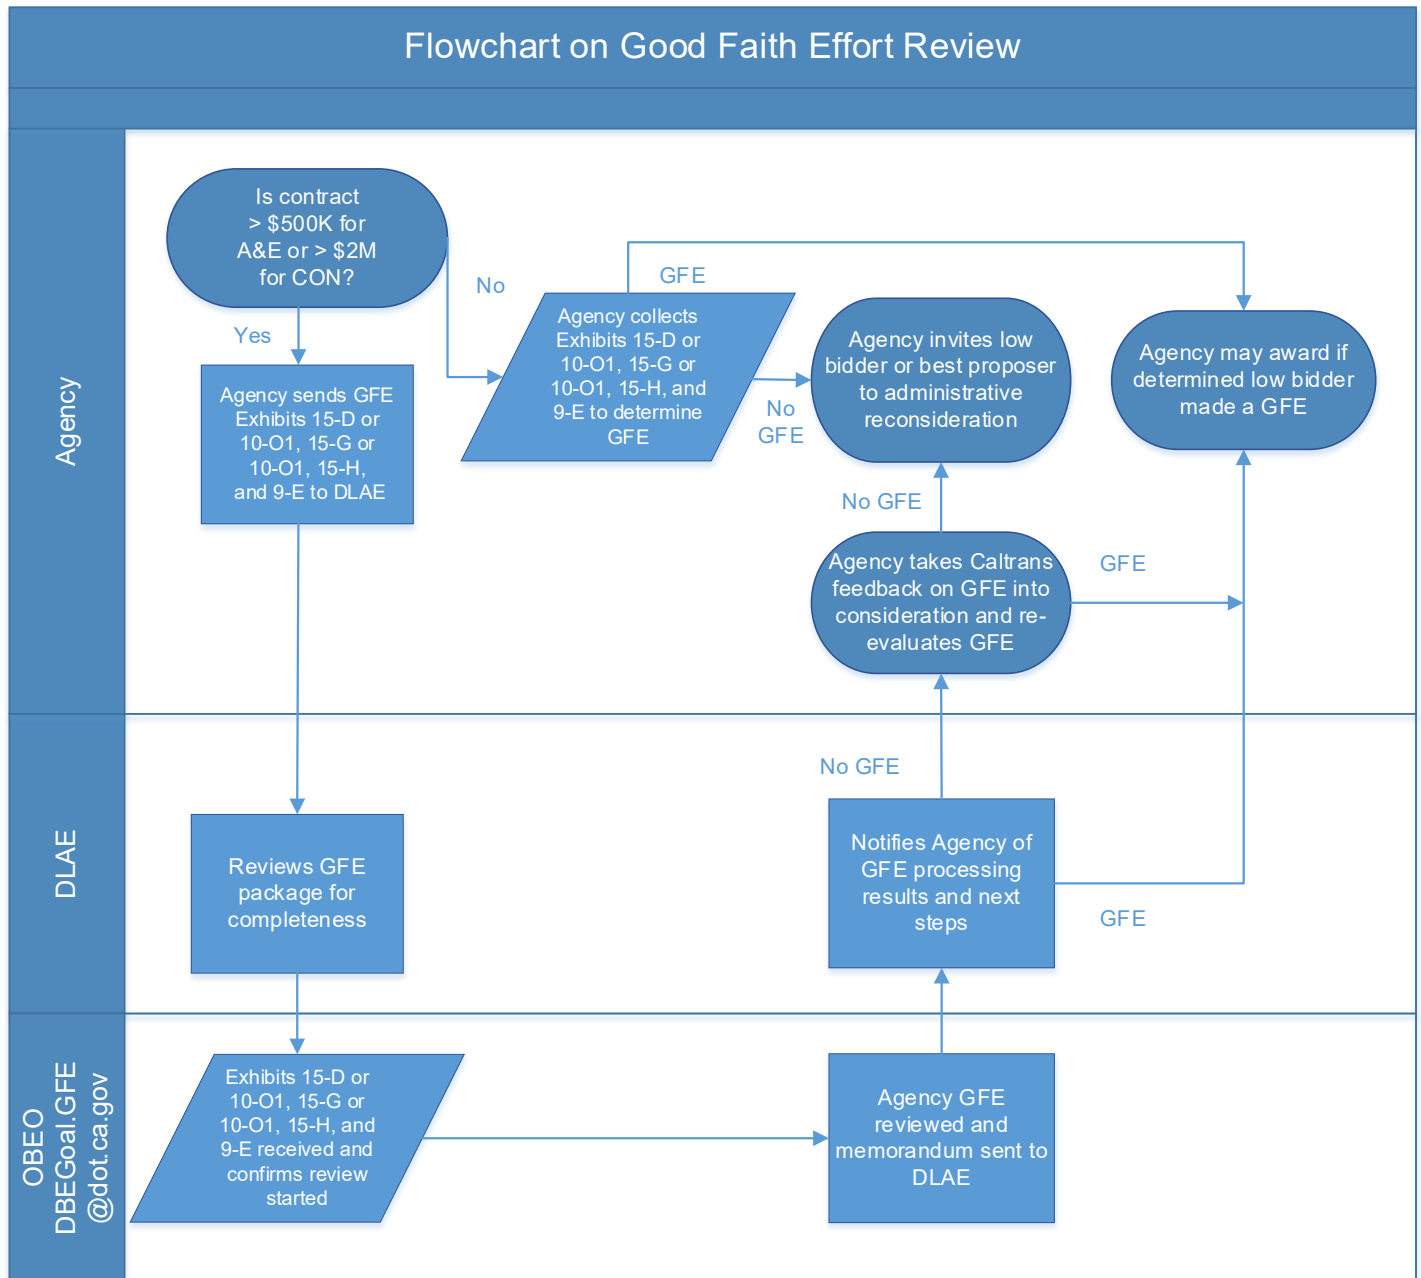 Flowchart on Good Faith Effort Review
Agency
Is contract
> $500K for
A&E or > $2M
for CON?
Yes
No
Agency sends GFE
Exhibits 15-D or
10-O1, 15-G or
10-O1, 15-H,
and 9-E to DLAE
GFE
Agency collects
Exhibits 15-D or
10-O1, 15-G or
10-O1, 15-H, and
9-E to determine
GFE
No
GFE
Agency invites low
bidder or best proposer
to administrative
reconsideration
Agency may award if
determined low bidder
made a GFE
No GFE
Agency takes Caltrans
feedback on GFE into
consideration and re-
evaluates GFE
GFE
DLAE
Reviews GFE
package for
completeness
No GFE
Notifies Agency of
GFE processing
results and next
steps
GFE
OBEO
DBEGoal.GFE
@dot.ca.gov
Exhibits 15-D or
10-O1, 15-G or
10-O1, 15-H, and
9-E received and
confirms review
started
Agency GFE
reviewed and
memorandum sent to
DLAE